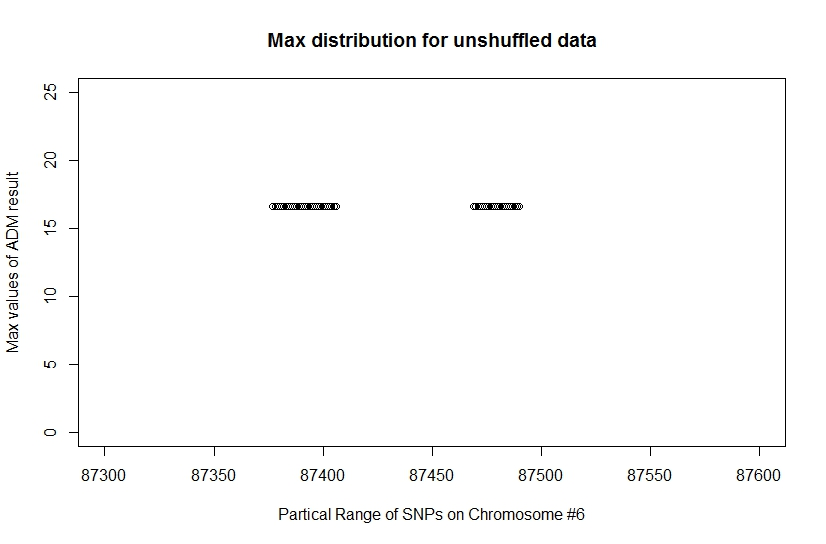 Max distribution for unshuffled data
Max values of ADM result
25
20
15
10
5
0
87300 87350 87400 87450 87500 87550 87600
Partical Range of SNPs on Chromosome #6